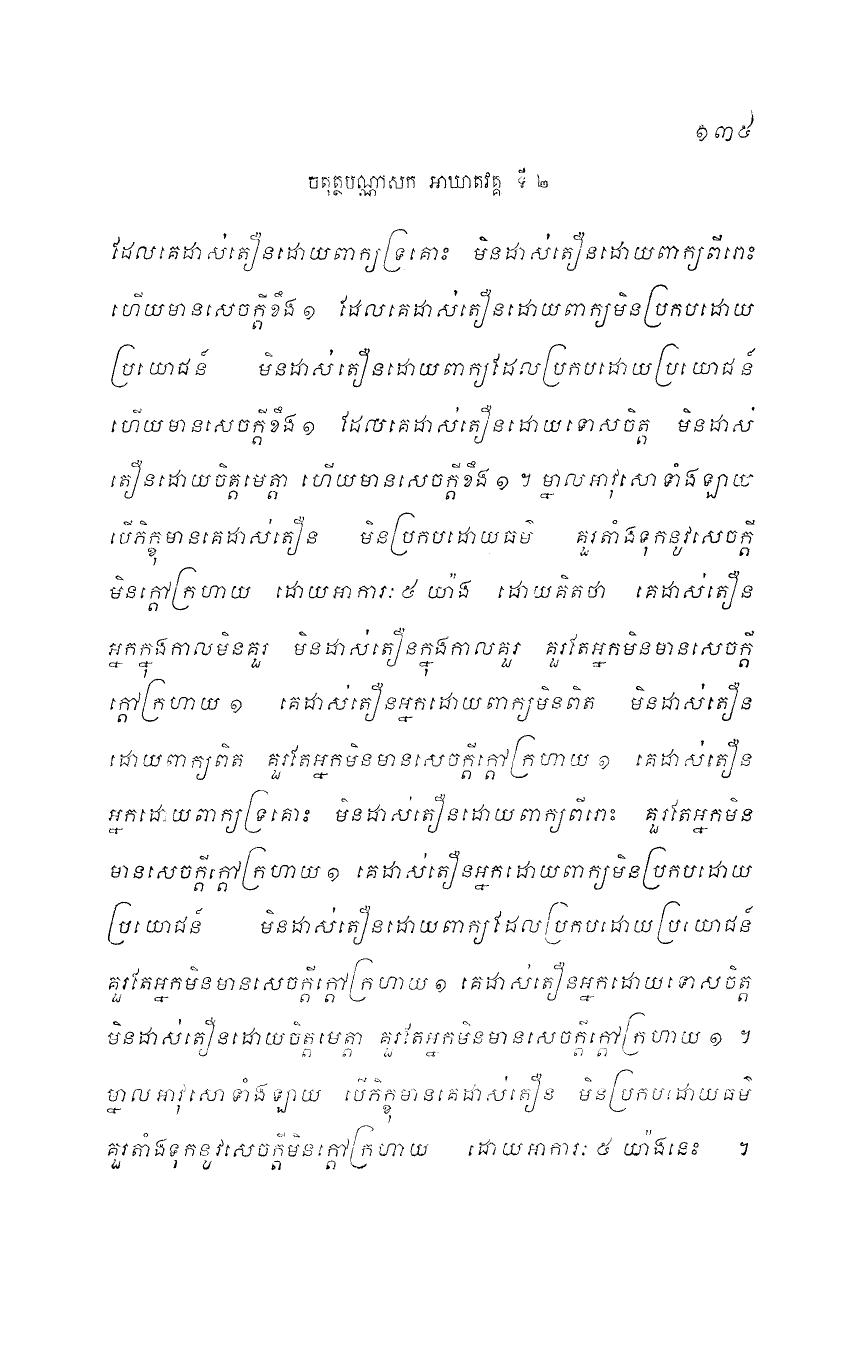 ១៣៥
ចតុត្ថបណ្ណាសក អាឃាតវគ្គ ទី ២
ដែលគេដាស់តឿនដោយពាក្យទ្រគោះ មិនដាស់តឿនដោយពាក្យពីរោះ
ហើយមានសេចក្តីខឹង ១ ដែលគេដាស់តឿនដោយពាក្យមិនប្រកបដោយ
ប្រយោជន៍ មិនដាស់តឿនដោយពាក្យដែលប្រកបដោយប្រយោជន៍
ហើយមានសេចក្តីខឹង ១ ដែលគេដាស់តឿនដោយទោសចិត្ត មិនដាស់
តឿនដោយចិត្តមេត្តា ហើយមានសេចក្តីខឹង ១ ។ ម្នាលអាវុសោទាំងឡាយ
បើភិក្ខុមានគេដាស់តឿន មិនប្រកបដោយធម៌ គួរតាំងទុកនូវសេចក្តី
មិនក្តៅក្រហាយ ដោយអាការៈ ៥ យ៉ាង ដោយគិតថា គេដាស់តឿន
អ្នកក្នុងកាលមិនគួរ មិនដាស់តឿនក្នុងកាលគួរ គួរតែអ្នកមិនមានសេចក្តី
ក្តៅក្រហាយ ១ គេដាស់តឿនអ្នកដោយពាក្យមិនពិត មិនដាស់តឿន
ដោយពាក្យពិត គួរតែអ្នកមិនមានសេចក្តីក្តៅក្រហាយ ១ គេដាស់តឿន
អ្នកដោយពាក្យទ្រគោះ មិនដាស់តឿនដោយពាក្យពីរោះ គួរតែអ្នកមិន
មានសេចក្តីក្តៅក្រហាយ ១ គេដាស់តឿនអ្នកដោយពាក្យមិនប្រកបដោយ
ប្រយោជន៍ មិនដាស់តឿនដោយពាក្យដែលប្រកបដោយប្រយោជន៍
គួរតែអ្នកមិនមានសេចក្តីក្តៅក្រហាយ ១ គេដាស់តឿនអ្នកដោយទោសចិត្ត
មិនដាស់តឿនដោយចិត្តមេត្តា គួរតែអ្នកមិនមានសេចក្តីក្តៅក្រហាយ ១ ។
ម្នាលអាវុសោទាំងឡាយ បើភិក្ខុមានគេដាស់តឿន មិនប្រកបដោយធម៌
គួរតាំងទុកនូវសេចក្តីមិនក្តៅក្រហាយ ដោយអាការៈ ៥ យ៉ាងនេះ ។